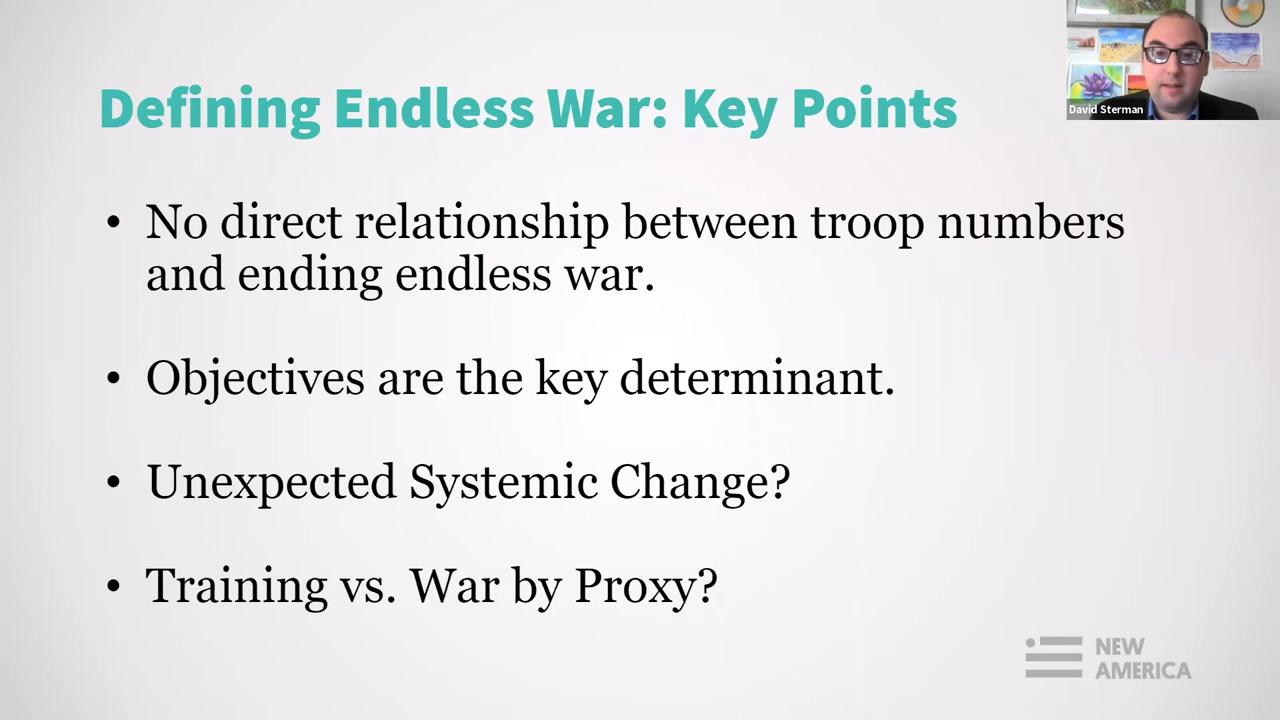 Defining Endless War: Key Points
David Sterman
• No direct relationship between troop numbers
and ending endless war.
• Objectives are the key determinant.
• Unexpected Systemic Change?
• Training vs. War by Proxy?
NEW
AMERICA